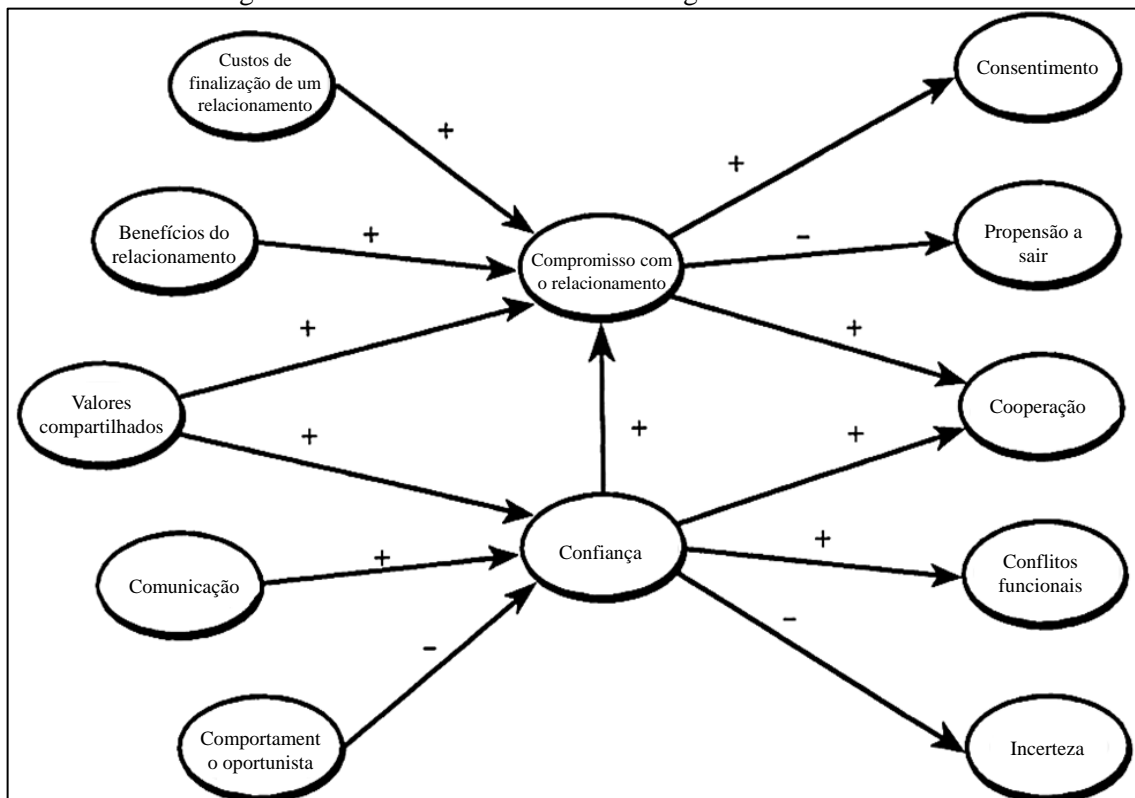 Custos de
finalização de um
relacionamento
Consentimento
+
+
Benefícios do
relacionamento
+
Compromisso com
o relacionamento
-
Propensão a
sair
+
+
Valores
compartilhados
Cooperação
+
+
+
Comunicação
+
Confiança
+
Conflitos
funcionais
-
-
Comportament
o oportunista
Incerteza